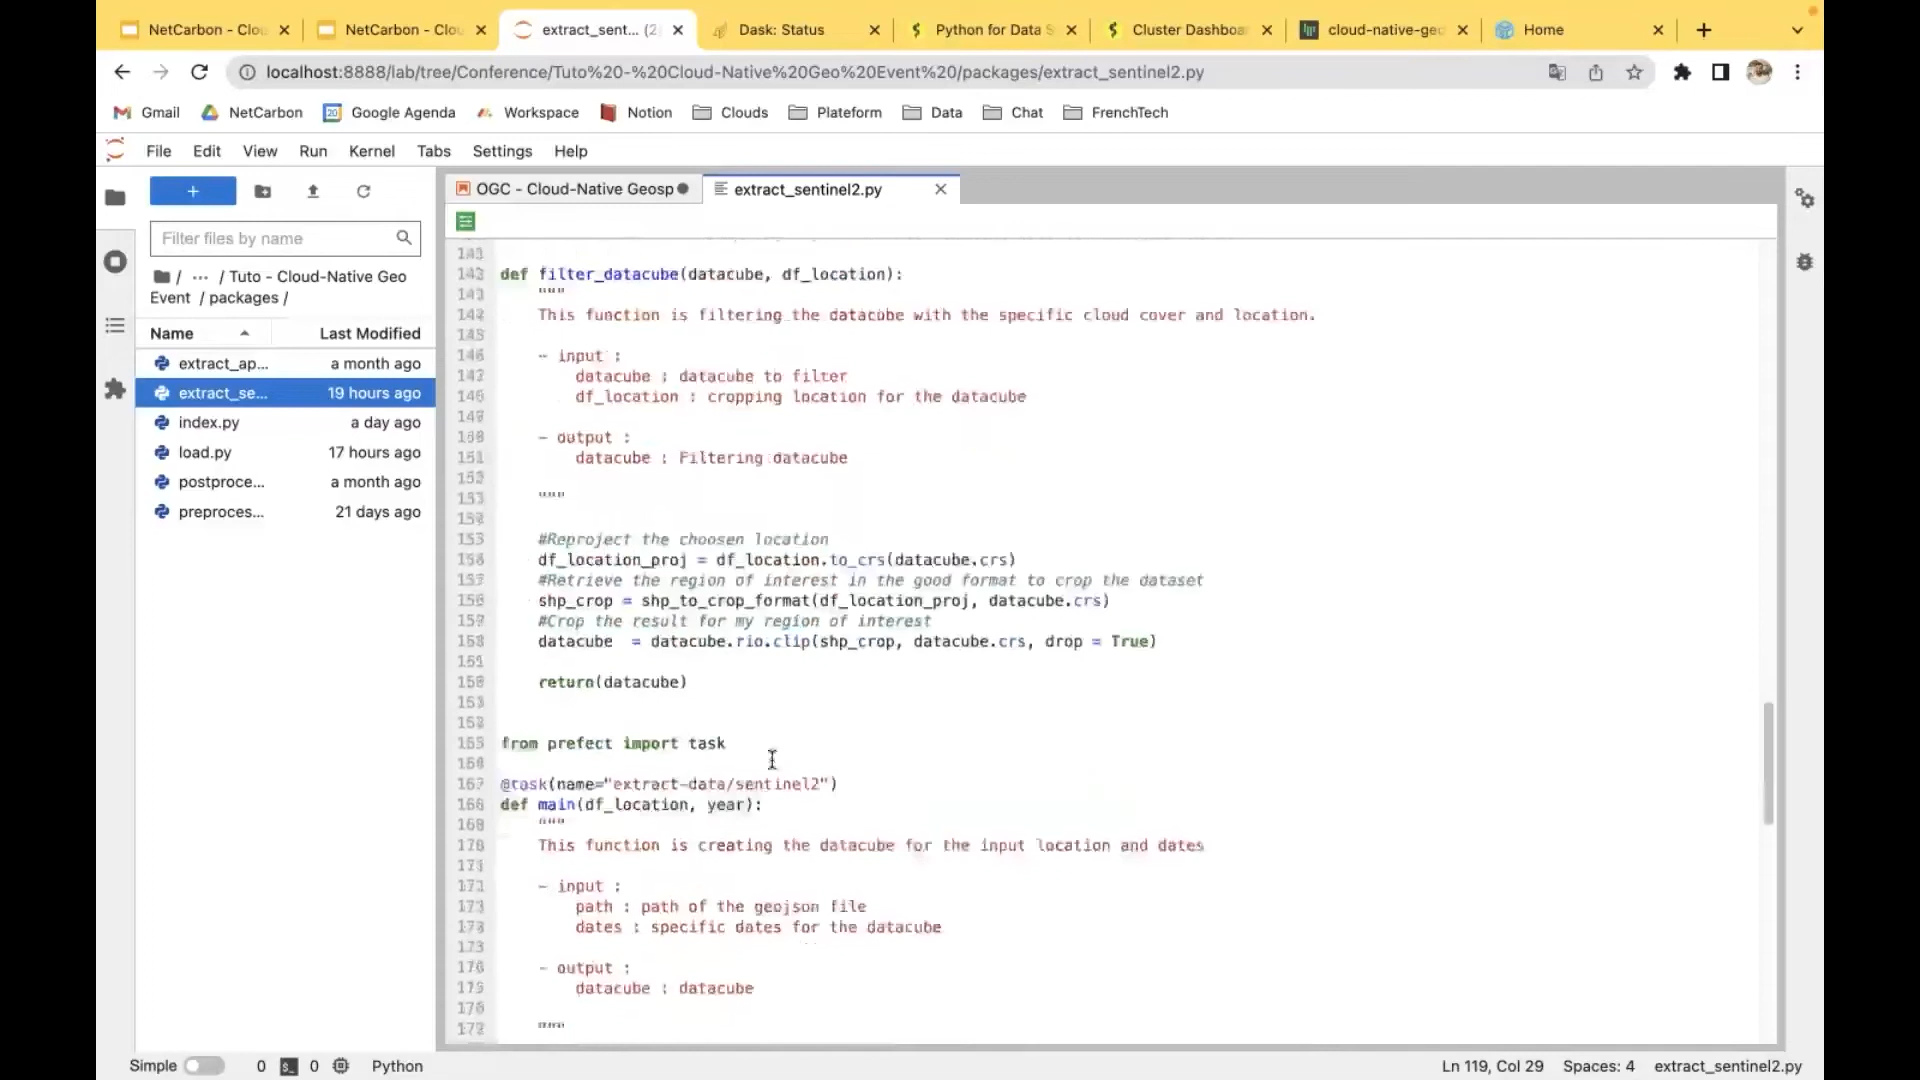 NetCarbon - Clou
NetCarbon - Clou
extract_sent... (2)
Dask: Status
Python for Data S
Cluster Dashboa
cloud-native-geo
Home
localhost:8888/lab/tree/Conference/Tuto%20-%20Cloud-Native%20Geo%20Event%20/packages/extract_sentinel2.py
Gmail
NetCarbon
Google Agenda
Workspace
Notion
Clouds
Plateform
Data
Chat
FrenchTech
File Edit View Run Kernel Tabs Settings Help
OGC - Cloud-Native Geosp
extract_sentinel2.py
Filter files by name
/ ... / Tuto - Cloud-Native Geo
Event / packages /
Name Last Modified
extract_ap... a month ago
extract_se... 19 hours ago
index.py a day ago
load.py 17 hours ago
postproce... a month ago
preproces... 21 days ago
def filter_datacube(datacube, df_location):
"""
This function is filtering the datacube with the specific cloud cover and location.
- input :
datacube : datacube to filter
df_location : cropping location for the datacube
- output :
datacube : Filtering datacube
"""
#Reproject the choosen location
df_location_proj = df_location.to_crs(datacube.crs)
#Retrieve the region of interest in the good format to crop the dataset
shp_crop = shp_to_crop_format(df_location_proj, datacube.crs)
#Crop the result for my region of interest
datacube = datacube.rio.clip(shp_crop, datacube.crs, drop = True)
return(datacube)
from prefect import task
@task(name="extract-data/sentinel2")
def main(df_location, year):
"""
This function is creating the datacube for the input location and dates
- input :
path : path of the geojson file
dates : specific dates for the datacube
- output :
datacube : datacube
"""
Simple 0 0 Python
Ln 119, Col 29 Spaces: 4 extract_sentinel2.py